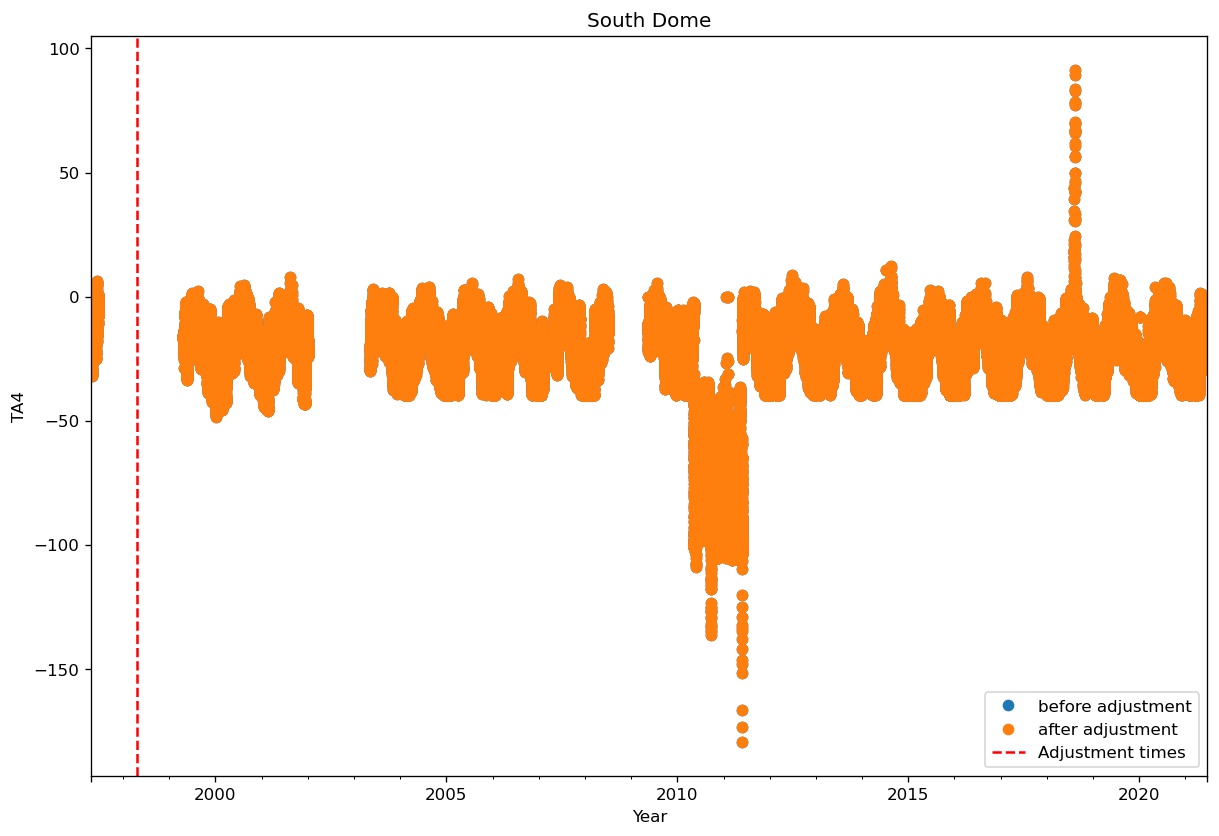 South Dome
100
50
0
−50
−100
−150
TA4
before adjustment
after adjustment
Adjustment times
2000 2005 2010 2015 2020
Year